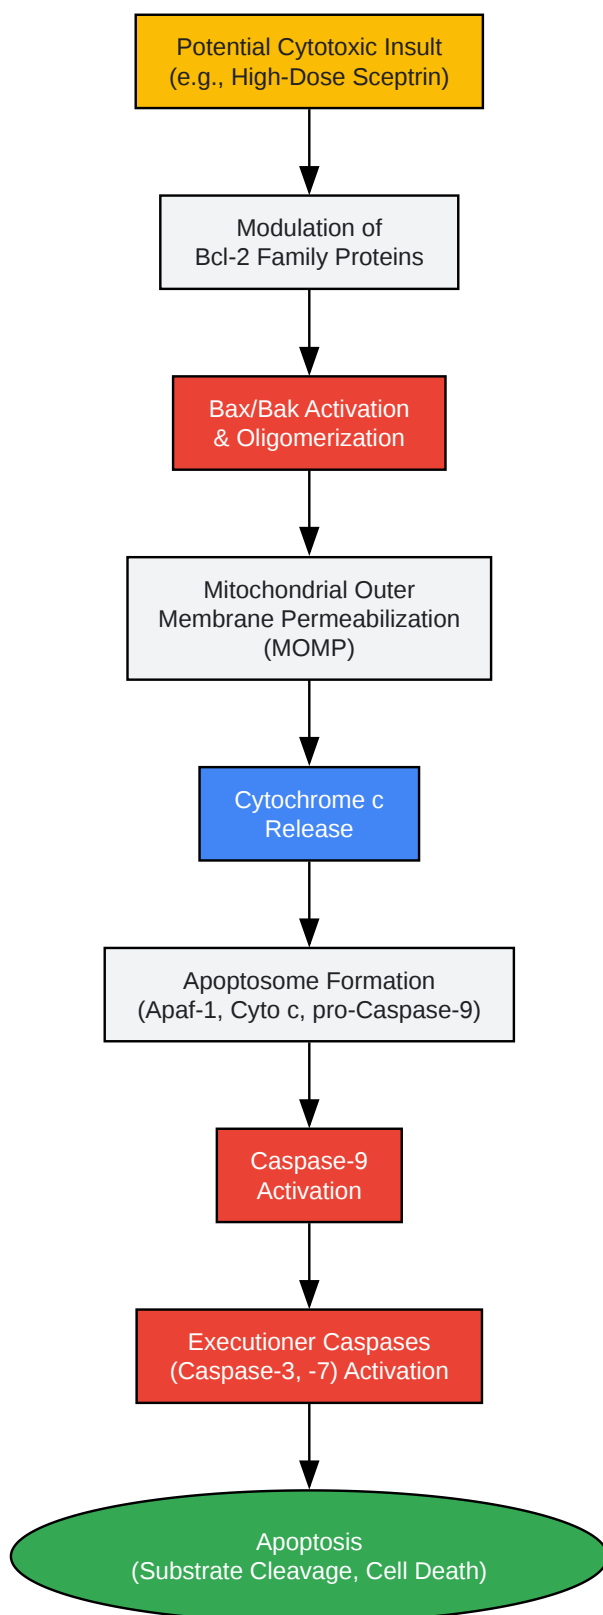 Potential Cytotoxic Insult
(e.g., High-Dose Sceptrin)
Modulation of
Bcl-2 Family Proteins
Bax/Bak Activation
& Oligomerization
Mitochondrial Outer
Membrane Permeabilization
(MOMP)
Cytochrome c
Release
Apoptosome Formation
(Apaf-1, Cyto c, pro-Caspase-9)
Caspase-9
Activation
Executioner Caspases
(Caspase-3, -7) Activation
Apoptosis
(Substrate Cleavage, Cell Death)